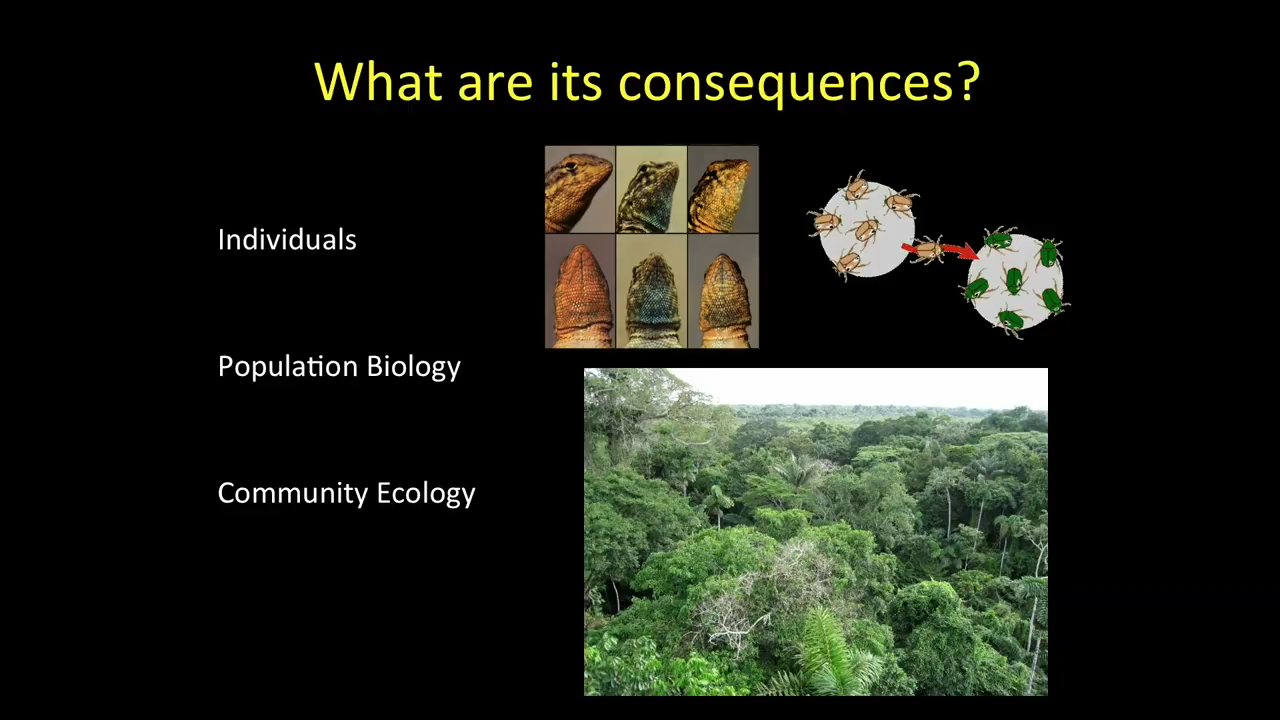 What are its consequences?
Individuals
Population Biology
Community Ecology